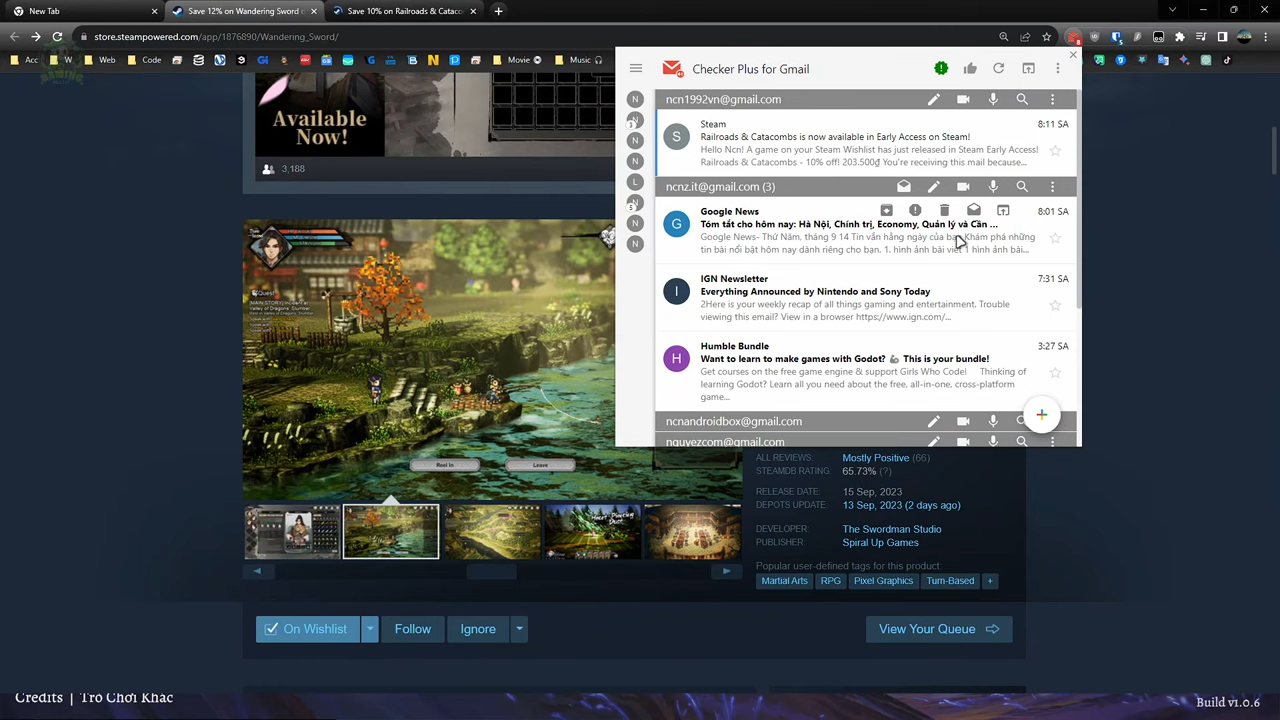 New Tab
Save 12% on Wandering Sword
Save 10% on Railroads & Cataco
store.steampowered.com/app/1876890/Wandering_Sword/
Acc
Web
Code
Movie
Music
GAMING
Available
Now!
3,188
Checker Plus for Gmail
ncn1992vn@gmail.com
Steam
8:11 SA
Railroads & Catacombs is now available in Early Access on Steam!
Hello Ncn! A game on your Steam Wishlist has just released in Steam Early Access!
Railroads & Catacombs - 10% off! 203.500₫ You're receiving this mail because...
ncnz.it@gmail.com (3)
Google News
8:01 SA
Tóm tắt cho hôm nay: Hà Nội, Chính trị, Economy, Quản lý và Cần ...
Google News- Thứ Năm, tháng 9 14 Tin vắn hằng ngày của bạn Khám phá những
tin bài nổi bật hôm nay dành riêng cho bạn. 1. hình ảnh bài viết 1 hình ảnh bài...
IGN Newsletter
7:31 SA
Everything Announced by Nintendo and Sony Today
2Here is your weekly recap of all things gaming and entertainment. Trouble
viewing this email? View in a browser https://www.ign.com/...
Humble Bundle
3:27 SA
Want to learn to make games with Godot? 💪 This is your bundle!
Get courses on the free game engine & support Girls Who Code! Thinking of
learning Godot? Learn all you need about the free, all-in-one, cross-platform
game...
ncnandroidbox@gmail.com
nguyezcom@gmail.com
Quest
Rest In
Leave
ALL REVIEWS: Mostly Positive (66)
STEAMDB RATING: 65.73% (?)
RELEASE DATE: 15 Sep, 2023
DEPOTS UPDATE: 13 Sep, 2023 (2 days ago)
DEVELOPER: The Swordman Studio
PUBLISHER: Spiral Up Games
Popular user-defined tags for this product:
Martial Arts RPG Pixel Graphics Turn-Based +
On Wishlist
Follow
Ignore
View Your Queue
Credits | Trò Chơi Khác
Build v1.0.6